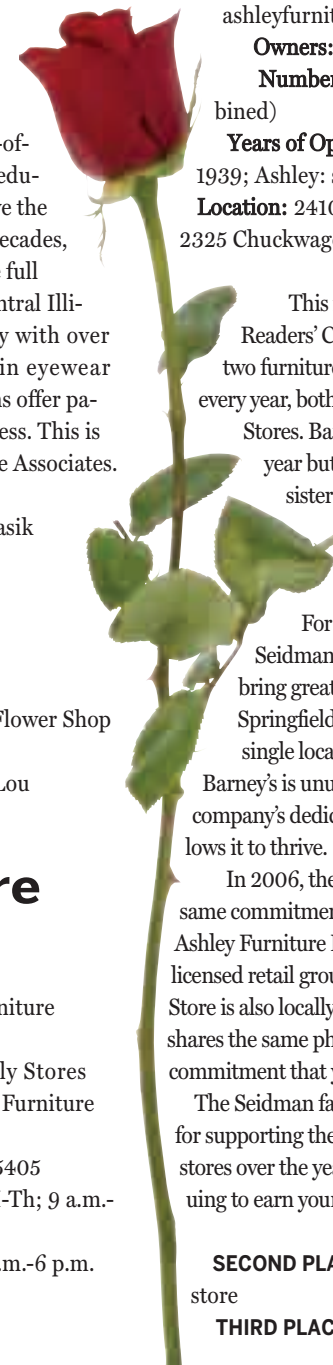 -of-
edu-
e the
ecades,
full
ntral Illi-
y with over
in eyewear
ns offer pa-
ess. This is
e Associates.
asik
Flower Shop
Lou
re
niture
ly Stores
Furniture
5405
-Th; 9 a.m.-
.m.-6 p.m.
ashleyfurnit
Owners:
Number
bined)
Years of Op
1939; Ashley: s
Location: 2410
2325 Chuckwag
This
Readers' C
two furniture
every year, both
Stores. Ba
year but
sister
For
Seidman
bring great
Springfield
single loca
Barney's is unu
company's dedic
lows it to thrive.
In 2006, the
same commitmen
Ashley Furniture
licensed retail grou
Store is also locally
shares the same ph
commitment that y
The Seidman fa
for supporting the
stores over the ye
uing to earn your
SECOND PLA
store
THIRD PLAC